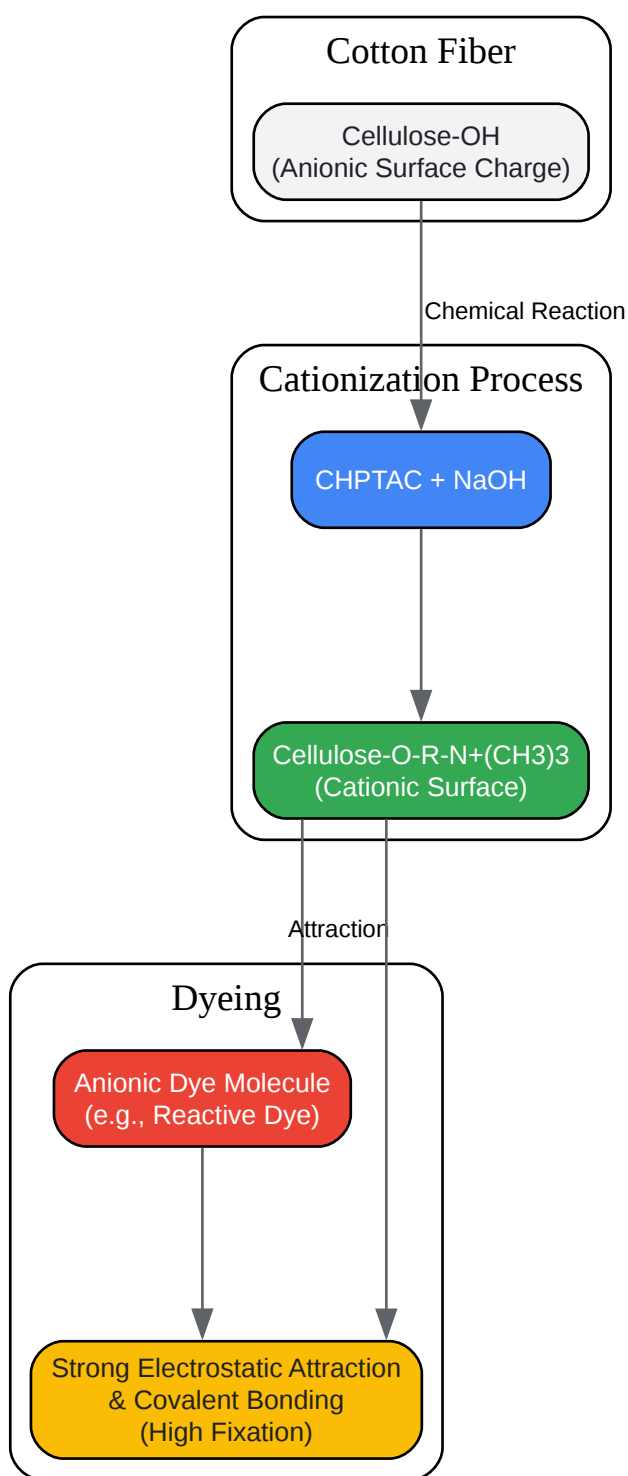 Cotton Fiber
Cellulose-OH
(Anionic Surface Charge)
Chemical Reaction
Cationization Process
CHPTAC + NaOH
Cellulose-O-R-N+(CH3)3
(Cationic Surface)
Attraction
Dyeing
Anionic Dye Molecule
(e.g., Reactive Dye)
Strong Electrostatic Attraction
& Covalent Bonding
(High Fixation)